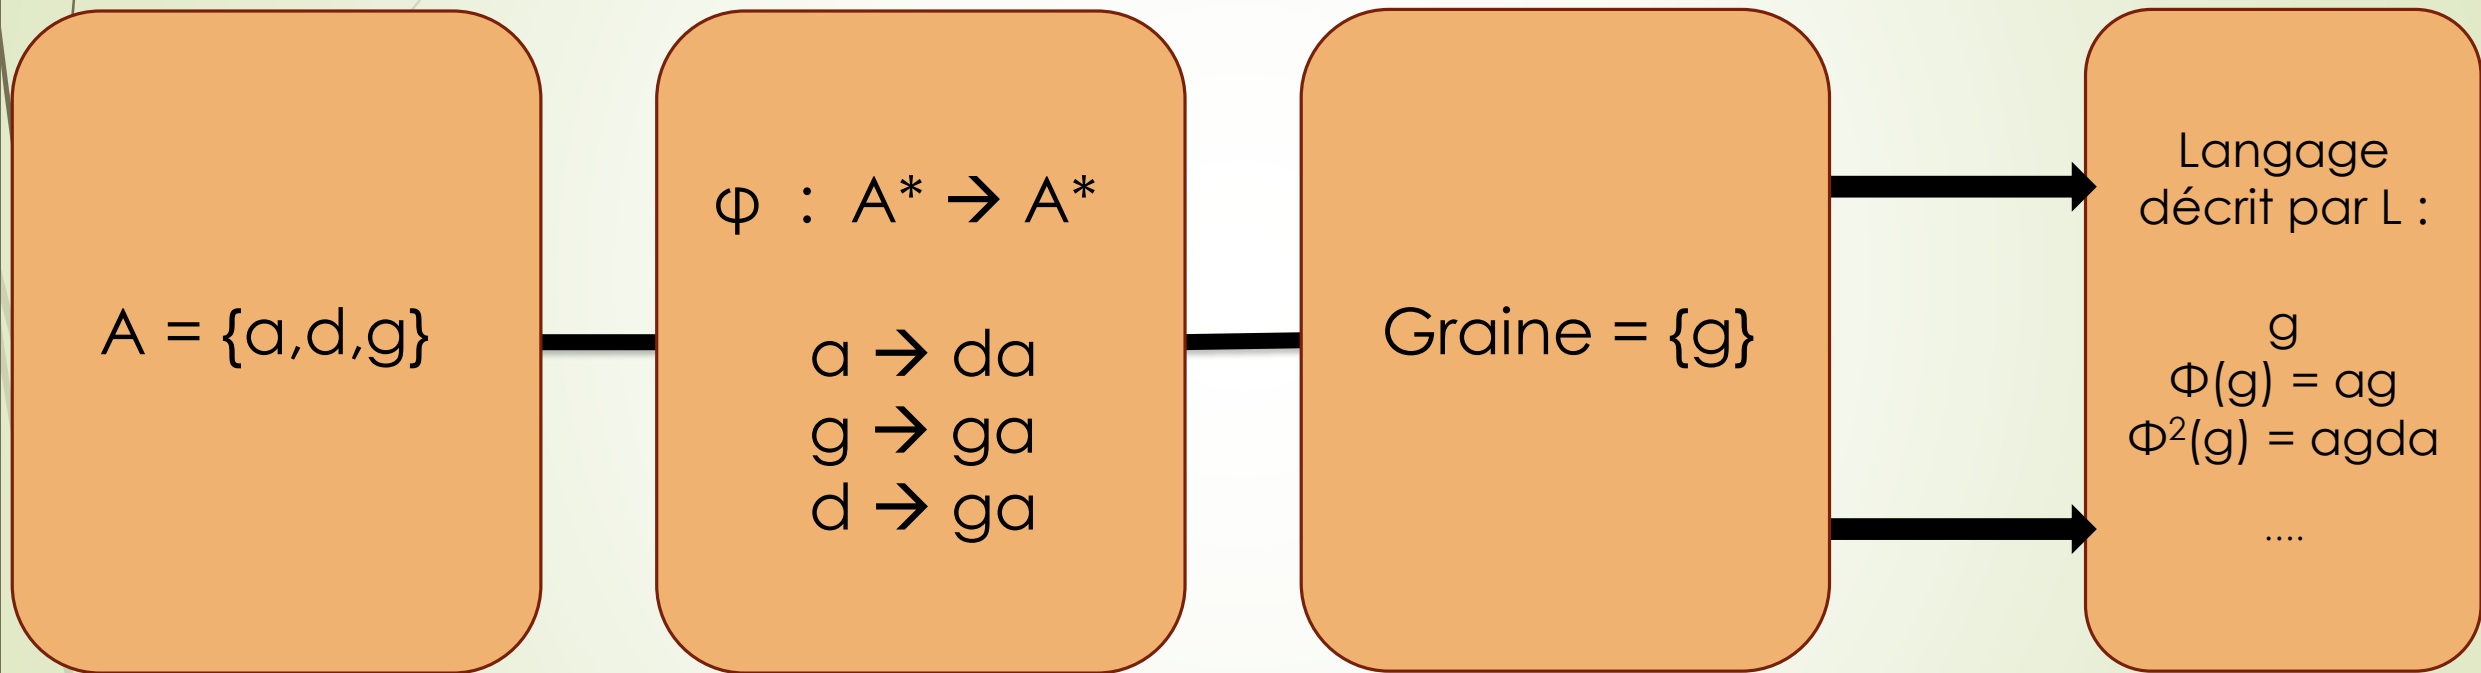 A = {a,d,g}
φ : A* → A*
a → da
g → ga
d → ga
Graine = {g}
Langage
décrit par L :
g
Φ(g) = ag
Φ²(g) = agda
....